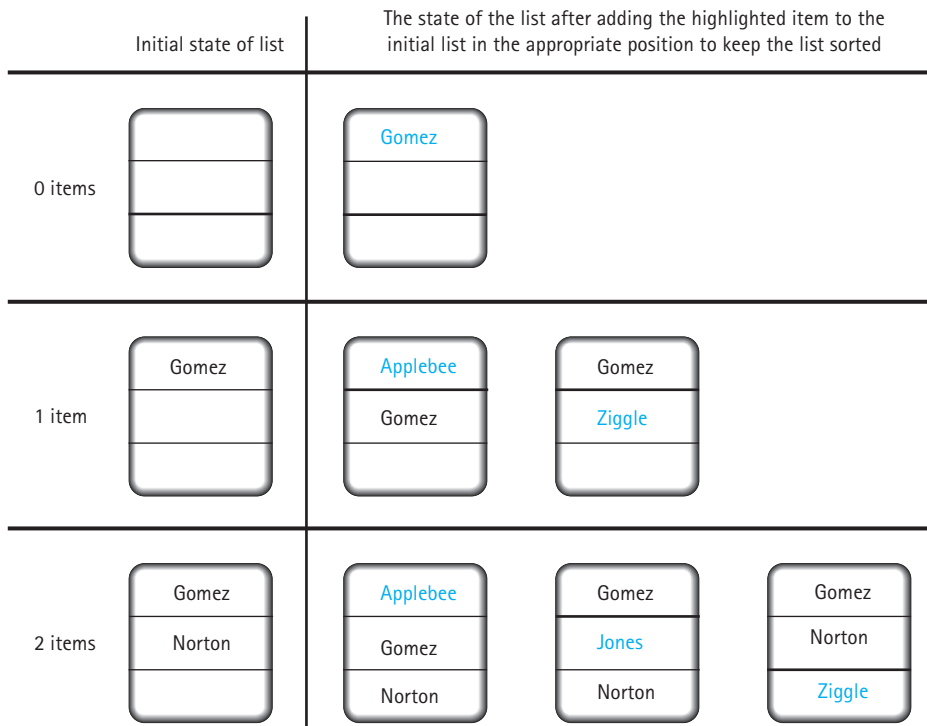 Initial state of list
The state of the list after adding the highlighted item to the
initial list in the appropriate position to keep the list sorted
0 items
Gomez
1 item
Gomez
Applebee
Gomez
Gomez
Ziggle
2 items
Gomez
Norton
Applebee
Gomez
Norton
Gomez
Jones
Norton
Gomez
Norton
Ziggle